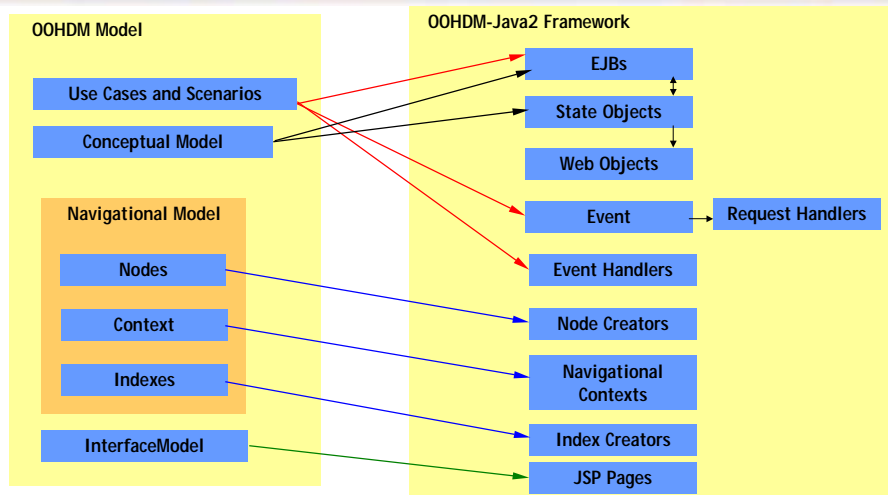 OOHDM Model
Use Cases and Scenarios
Conceptual Model
Navigational Model
Nodes
Context
Indexes
InterfaceModel
OOHDM-Java2 Framework
EJBs
State Objects
Web Objects
Event
Request Handlers
Event Handlers
Node Creators
Navigational
Contexts
Index Creators
JSP Pages